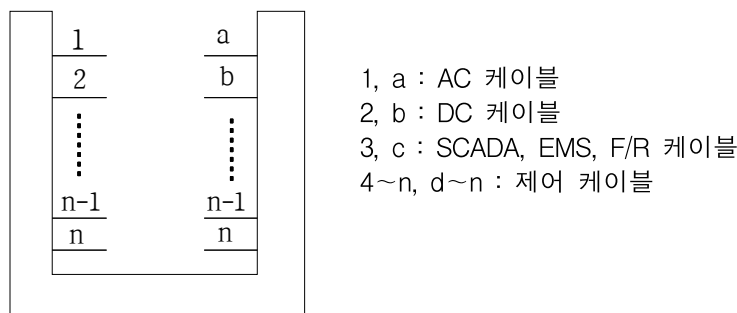 1 a
2 b
n-1 n-1
n n
1, a : AC 케이블
2, b : DC 케이블
3, c : SCADA, EMS, F/R 케이블
4~n, d~n : 제어 케이블